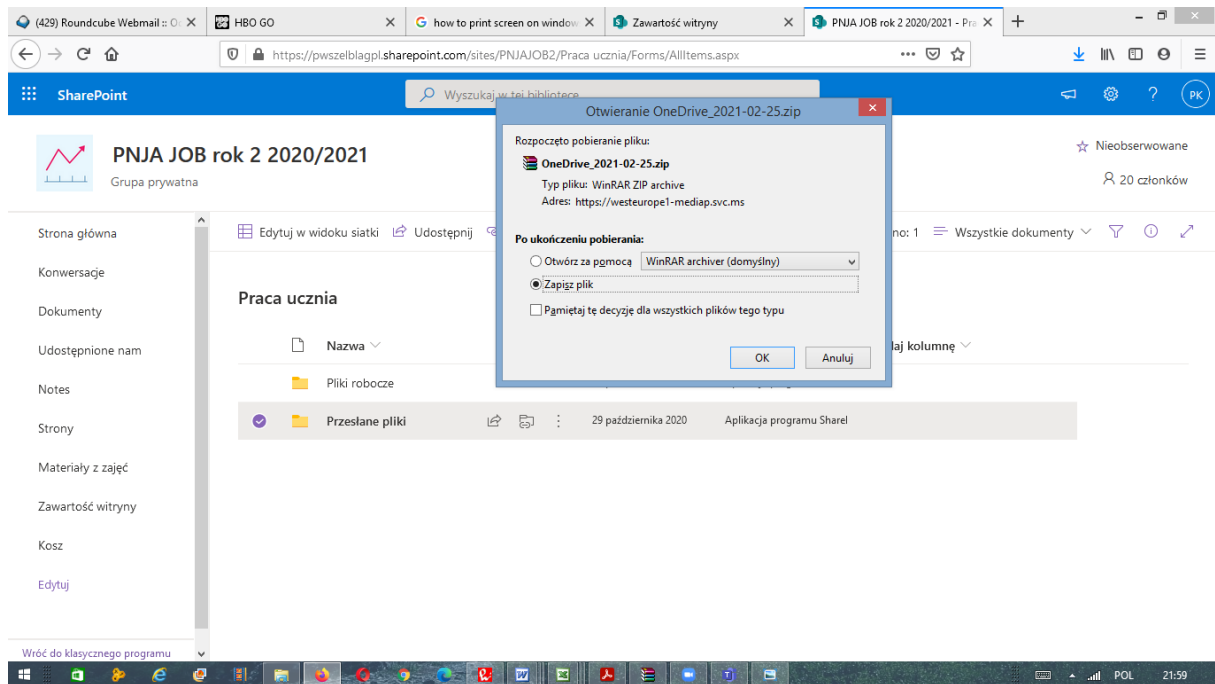 (429) Roundcube Webmail :: O
HBO GO
how to print screen on window
Zawartość witryny
PNJA JOB rok 2 2020/2021 - Pra
https://pwszelblagpl.sharepoint.com/sites/PNJAJOB2/Praca ucznia/Forms/AllItems.aspx
SharePoint
Wyszukaj w tej bibliotece
PK
Otwieranie OneDrive_2021-02-25.zip
Rozpoczęto pobieranie pliku:
OneDrive_2021-02-25.zip
Typ pliku: WinRAR ZIP archive
Adres: https://westeurope1-mediap.svc.ms
Po ukończeniu pobierania:
Otwórz za pomocą WinRAR archiver (domyślny)
Zapisz plik
Pamiętaj tę decyzję dla wszystkich plików tego typu
OK Anuluj
PNJA JOB rok 2 2020/2021
Grupa prywatna
Nieobserwowane
20 członków
Edytuj w widoku siatki Udostępnij
no: 1 Wszystkie dokumenty
Strona główna
Konwersacje
Dokumenty
Udostępnione nam
Notes
Strony
Materiały z zajęć
Zawartość witryny
Kosz
Edytuj
Wróć do klasycznego programu
Praca ucznia
Nazwa
aj kolumnę
Pliki robocze
Przesłane pliki 29 października 2020 Aplikacja programu Sharel
POL 21:59